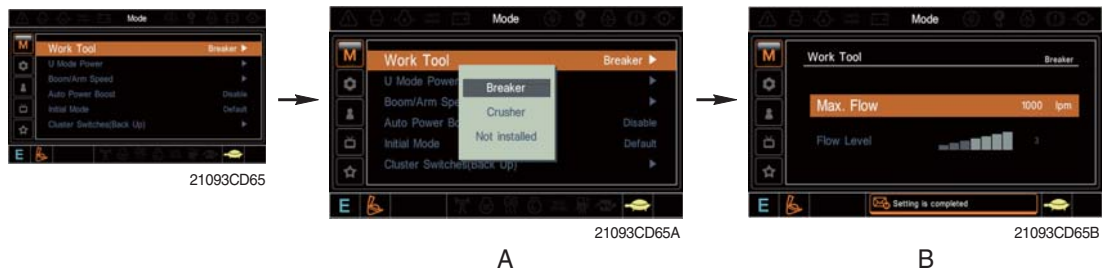 Mode
M
Work Tool Breaker ▶
U Mode Power ▶
Boom/Arm Speed ▶
Auto Power Boost Disable
Initial Mode Default
Cluster Switches(Back Up) ▶
E
21093CD65
Mode
M
Work Tool Breaker ▶
U Mode Power ▶
Boom/Arm Spe ▶
Auto Power Bo Disable
Initial Mode Default
Cluster Switches(Back Up) ▶
Breaker
Crusher
Not installed
E
21093CD65A
A
Mode
M
Work Tool Breaker
Max. Flow 1000 lpm
Flow Level 3
E
Setting is completed
21093CD65B
B